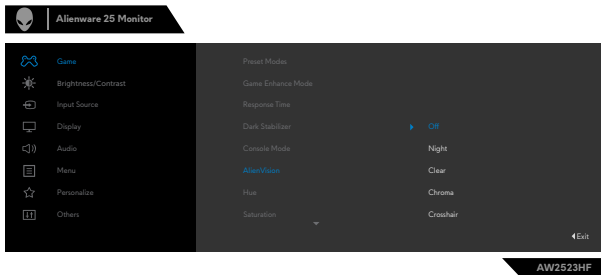 Alienware 25 Monitor
Game
Preset Modes
Brightness/Contrast
Game Enhance Mode
Input Source
Response Time
Display
Dark Stabilizer
Off
Audio
Console Mode
Night
Menu
AlienVision
Clear
Personalize
Hue
Chroma
Others
Saturation
Crosshair
Exit
AW2523HF